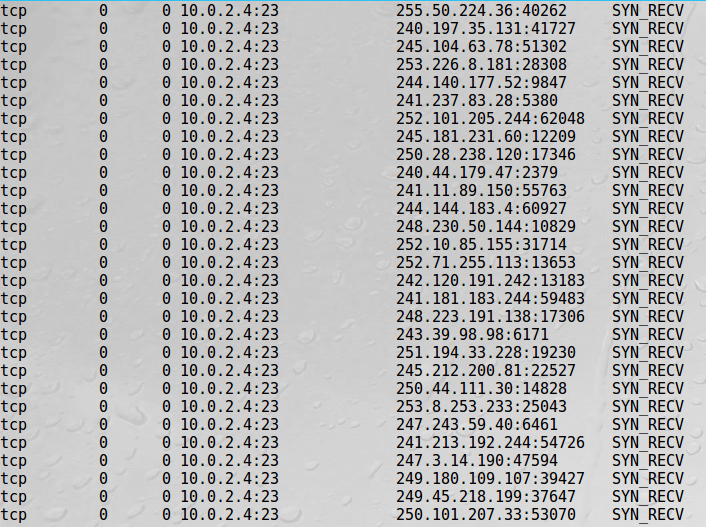 tcp 0 0 10.0.2.4:23 255.50.224.36:40262 SYN_RECV
tcp 0 0 10.0.2.4:23 240.197.35.131:41727 SYN_RECV
tcp 0 0 10.0.2.4:23 245.104.63.78:51302 SYN_RECV
tcp 0 0 10.0.2.4:23 253.226.8.181:28308 SYN_RECV
tcp 0 0 10.0.2.4:23 244.140.177.52:9847 SYN_RECV
tcp 0 0 10.0.2.4:23 241.237.83.28:5380 SYN_RECV
tcp 0 0 10.0.2.4:23 252.101.205.244:62048 SYN_RECV
tcp 0 0 10.0.2.4:23 245.181.231.60:12209 SYN_RECV
tcp 0 0 10.0.2.4:23 250.28.238.120:17346 SYN_RECV
tcp 0 0 10.0.2.4:23 240.44.179.47:2379 SYN_RECV
tcp 0 0 10.0.2.4:23 241.11.89.150:55763 SYN_RECV
tcp 0 0 10.0.2.4:23 244.144.183.4:60927 SYN_RECV
tcp 0 0 10.0.2.4:23 248.230.50.144:10829 SYN_RECV
tcp 0 0 10.0.2.4:23 252.10.85.155:31714 SYN_RECV
tcp 0 0 10.0.2.4:23 252.71.255.113:13653 SYN_RECV
tcp 0 0 10.0.2.4:23 242.120.191.242:13183 SYN_RECV
tcp 0 0 10.0.2.4:23 241.181.183.244:59483 SYN_RECV
tcp 0 0 10.0.2.4:23 248.223.191.138:17306 SYN_RECV
tcp 0 0 10.0.2.4:23 243.39.98.98:6171 SYN_RECV
tcp 0 0 10.0.2.4:23 251.194.33.228:19230 SYN_RECV
tcp 0 0 10.0.2.4:23 245.212.200.81:22527 SYN_RECV
tcp 0 0 10.0.2.4:23 250.44.111.30:14828 SYN_RECV
tcp 0 0 10.0.2.4:23 253.8.253.233:25043 SYN_RECV
tcp 0 0 10.0.2.4:23 247.243.59.40:6461 SYN_RECV
tcp 0 0 10.0.2.4:23 241.213.192.244:54726 SYN_RECV
tcp 0 0 10.0.2.4:23 247.3.14.190:47594 SYN_RECV
tcp 0 0 10.0.2.4:23 249.180.109.107:39427 SYN_RECV
tcp 0 0 10.0.2.4:23 249.45.218.199:37647 SYN_RECV
tcp 0 0 10.0.2.4:23 250.101.207.33:53070 SYN_RECV